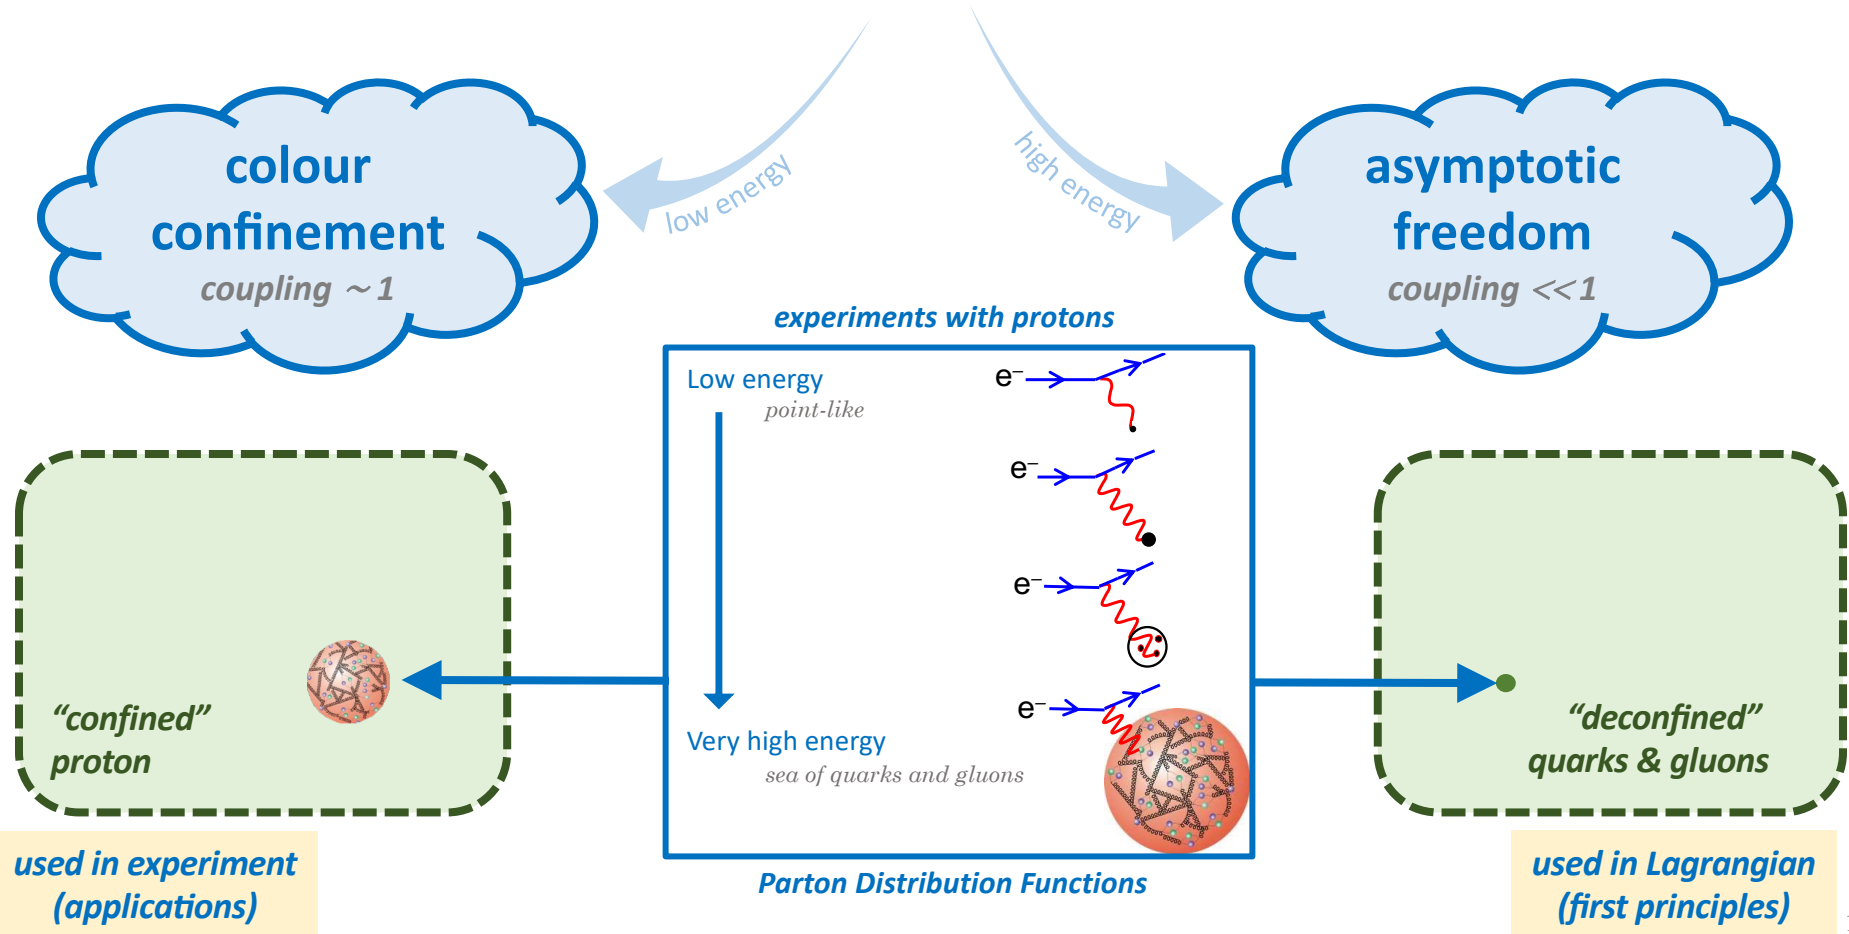 low energy
high energy
colour
confinement
coupling ~ 1
asymptotic
freedom
coupling << 1
experiments with protons
Low energy
point-like
e⁻
e⁻
e⁻
e⁻
Very high energy
sea of quarks and gluons
Parton Distribution Functions
“confined”
proton
used in experiment
(applications)
“deconfined”
quarks & gluons
used in Lagrangian
(first principles)